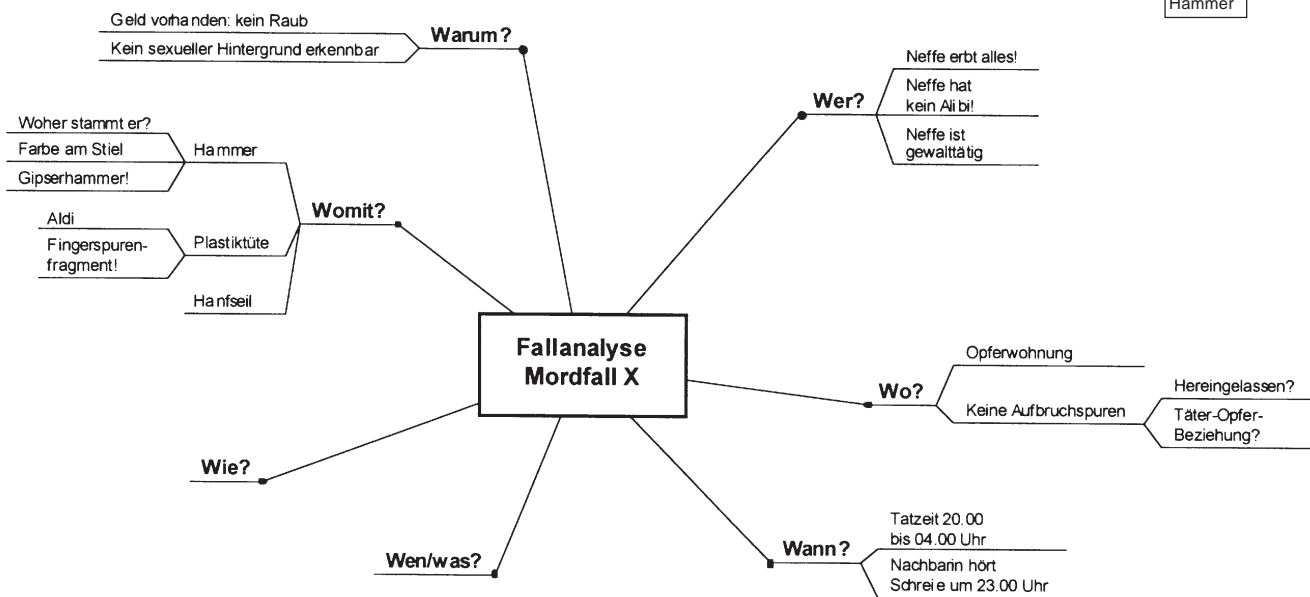 Hammer
Geld vorhanden: kein Raub
Kein sexueller Hintergrund erkennbar
Warum?
Neffe erbt alles!
Neffe hat
kein Alibi!
Neffe ist
gewalttätig
Wer?
Woher stammt er?
Farbe am Stiel
Gipserhammer!
Hammer
Womit?
Aldi
Fingerspuren-
fragment!
Plastiktüte
Hanfseil
Fallanalyse
Mordfall X
Wo?
Opferwohnung
Keine Aufbruchspuren
Hereingelassen?
Täter-Opfer-
Beziehung?
Wie?
Wen/was?
Wann?
Tatzeit 20.00
bis 04.00 Uhr
Nachbarin hört
Schreie um 23.00 Uhr